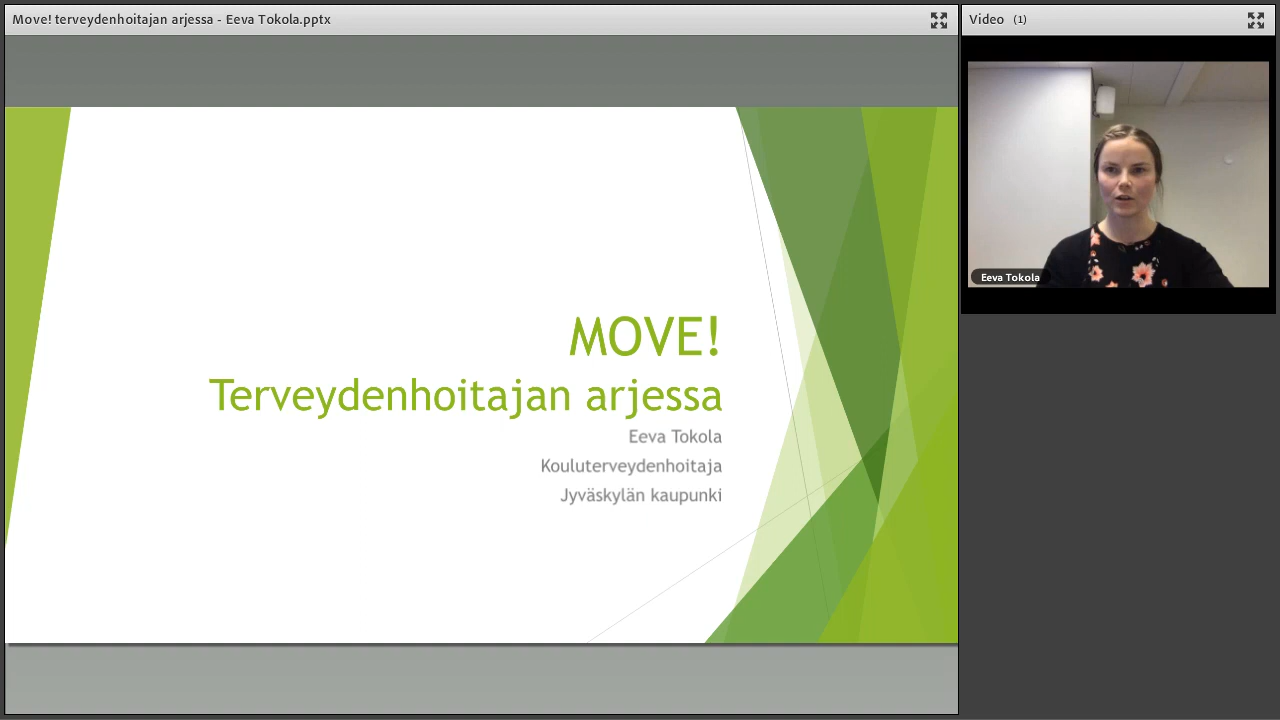 Move! terveydenhoitajan arjessa - Eeva Tokola.pptx
Video (1)
MOVE!
Terveydenhoitajan arjessa
Eeva Tokola
Kouluterveydenhoitaja
Jyväskylän kaupunki
Eeva Tokola